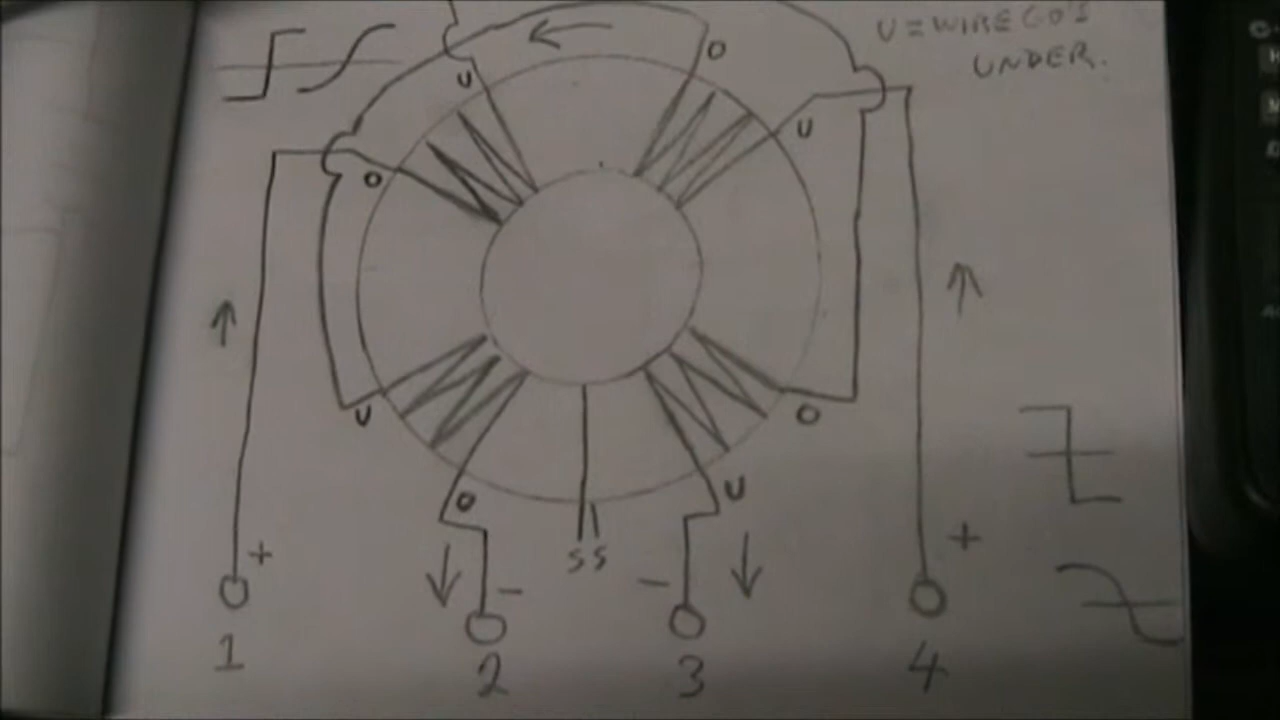 U = WIRE GO'S
UNDER.
U
O
U
O
U
O
O
U
SS
+
-
-
+
1
2
3
4